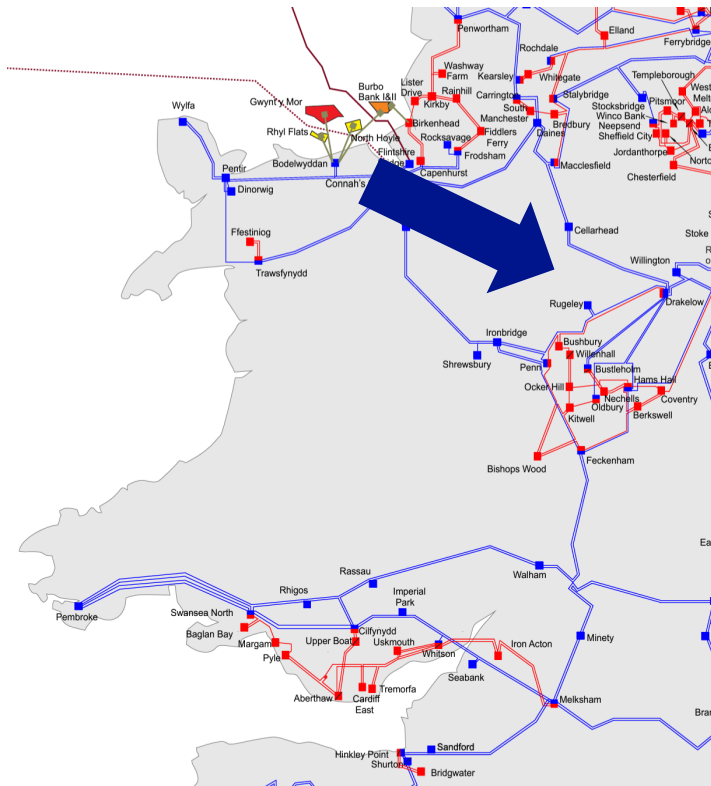 Penwortham
Elland
Rochdale
Ferrybridge
Washway
Farm
Kearsley
Whitegate
Templeborough
Burbo
Bank I&II
Lister
Drive
Rainhill
Carrington
Stalybridge
West
Melt
Gwynt y Mor
Kirkby
South
Manchester
Stocksbridge
Pitsmoor
Winco Bank
Wylfa
Rhyl Flats
North Hoyle
Birkenhead
Rocksavage
Fiddlers
Ferry
Daines
Bredbury
Neepsend
Sheffield City
Flintshire
Bodelwyddan
Frodsham
Jordanthorpe
Norto
Pentir
Connah's
Capenhurst
Macclesfield
Chesterfield
Dinorwig
Ffestiniog
Cellarhead
Stoke
Trawsfynydd
Willington
Rugeley
Drakelow
Ironbridge
Bushbury
Willenhall
Shrewsbury
Penn
Bustleholm
Ocker Hill
Hams Hall
Nechells
Coventry
Oldbury
Kitwell
Berkswell
Bishops Wood
Feckenham
Ea
Rassau
Walham
Rhigos
Imperial
Park
Pembroke
Swansea North
Baglan Bay
Cilfynydd
Upper Boat
Uskmouth
Iron Acton
Minety
Margam
Whitson
Pyle
Seabank
Tremorfa
Aberthaw
Cardiff
East
Melksham
Bran
Hinkley Point
Sandford
Shurton
Bridgwater